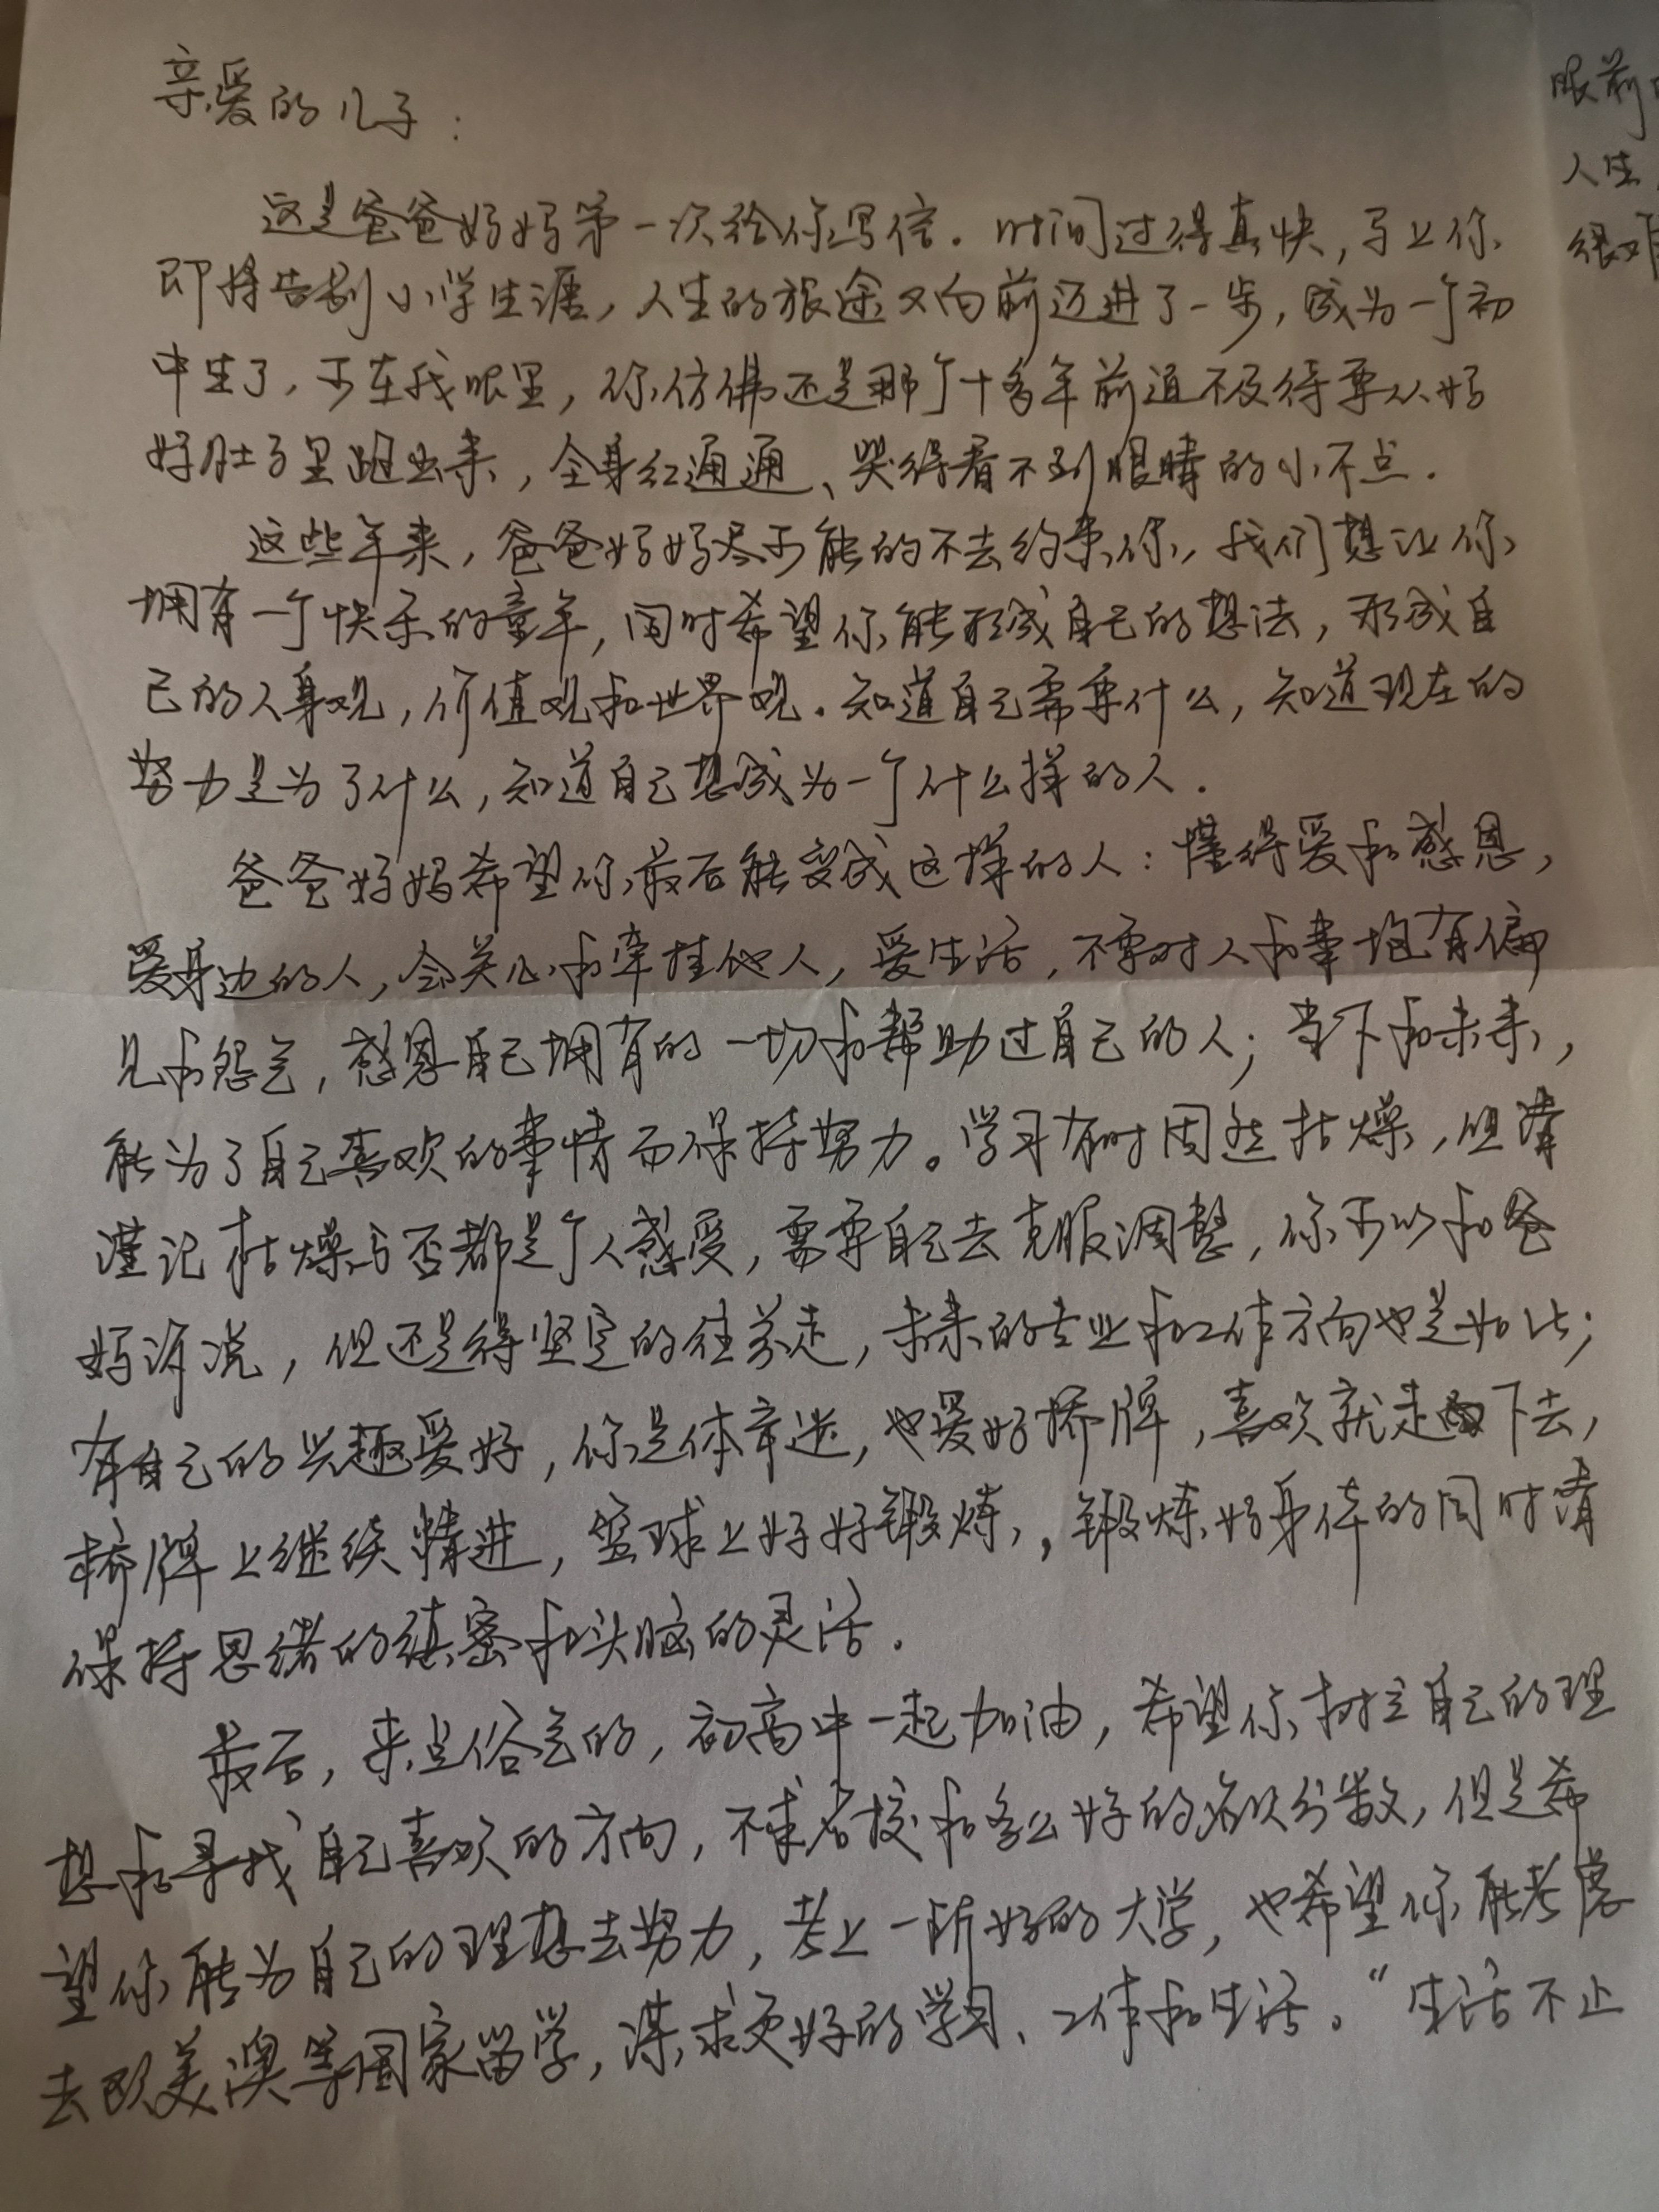 亲爱的儿子:
这是爸爸妈妈第一次给你写信. 时间过得真快, 马上你
即将告别小学生涯, 人生的旅途又向前迈进了一步, 成为一个初
中生了, 可在我眼里, 你仿佛还是那个十多年前迫不及待要从妈
妈肚子里跑出来, 全身红通通、哭得看不到眼睛的小不点.
这些年来, 爸爸妈妈尽可能的不去约束你, 我们想让你
拥有一个快乐的童年, 同时希望你能形成自己的想法, 形成自
己的人身观, 价值观和世界观. 知道自己需要什么, 知道现在的
努力是为了什么, 知道自己想成为一个什么样的人.
爸爸妈妈希望你最后能变成这样的人: 懂得爱和感恩,
爱身边的人, 会关心和牵挂他人, 爱生活, 不要对人和事抱有偏
见和怨气, 感恩自己拥有的一切和帮助过自己的人; 当下和未来,
能为了自己喜欢的事情而保持努力。学习有时固然枯燥, 但请
谨记枯燥与否都是个人感受, 需要自己去克服调整, 你可以和爸
妈诉说, 但还是得坚定的往前走, 未来的专业和工作方向也是如此;
有自己的兴趣爱好, 你是体育迷, 也爱好桥牌, 喜欢就走下去,
桥牌上继续精进, 篮球上好好锻炼, 锻炼好身体的同时请
保持思绪的缜密和头脑的灵活.
最后, 来点俗气的, 初高中一起加油, 希望你树立自己的理
想和寻找自己喜欢的方向, 不求名校和多么好的名次分数, 但是希
望你能为自己的理想去努力, 考上一所好的大学, 也希望你能考虑
去欧美澳等国家留学, 谋求更好的学习、工作和生活。“生活不止
眼前
人生
很